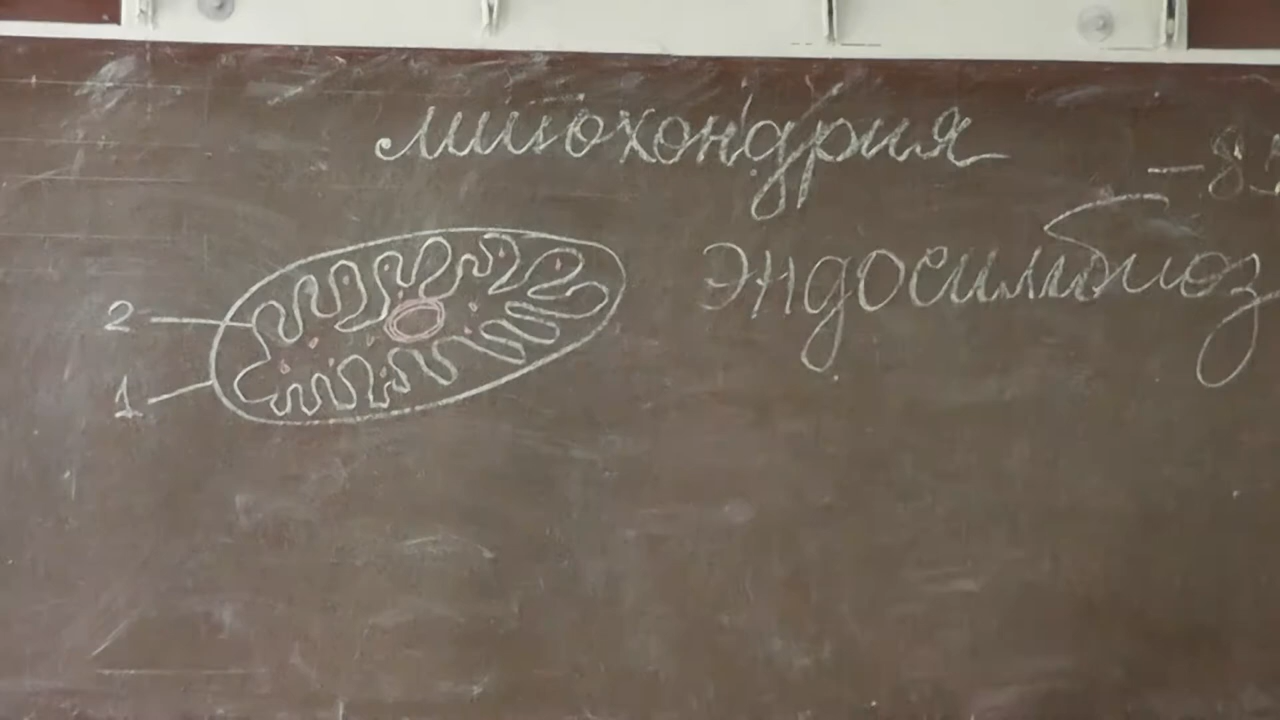 митохондрия
эндосимбиоз
2
1